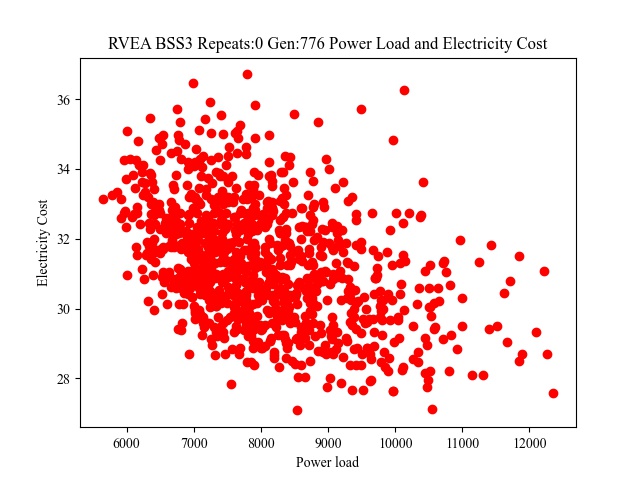 RVEA BSS3 Repeats:0 Gen:776 Power Load and Electricity Cost
36
34
32
30
28
Electricity Cost
6000 7000 8000 9000 10000 11000 12000
Power load